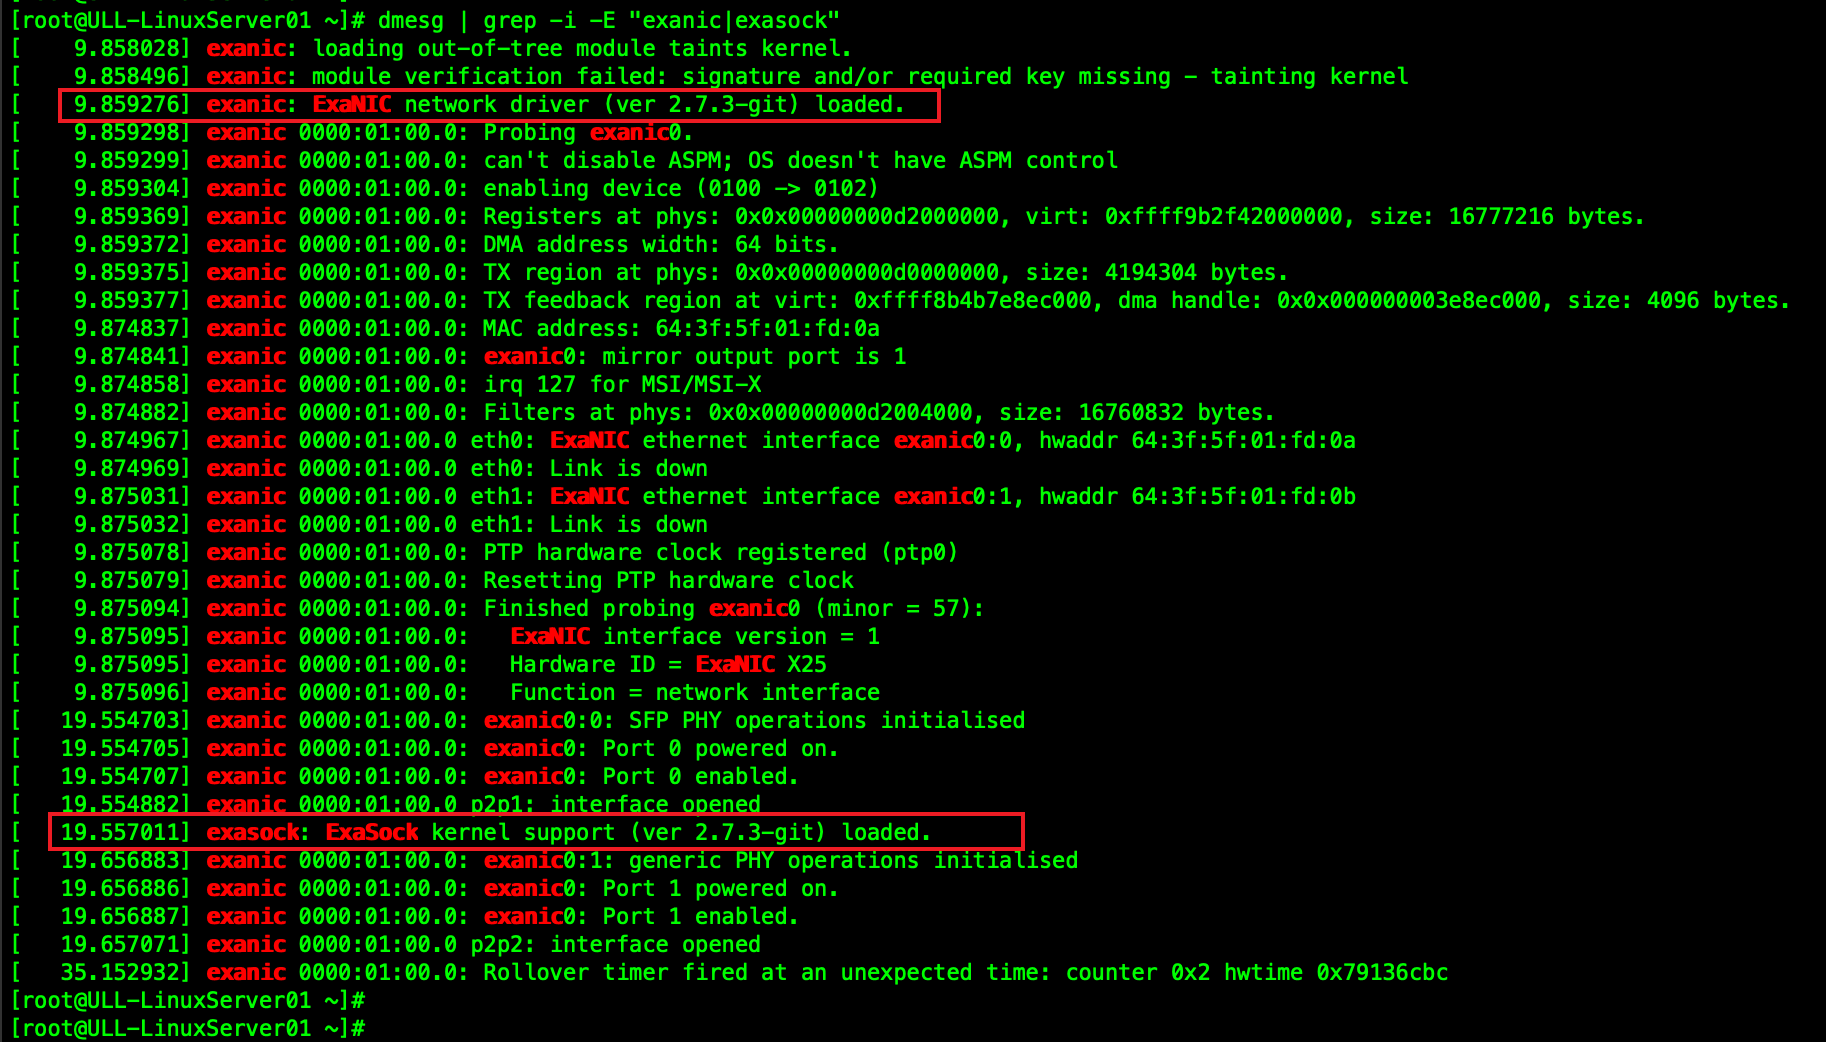 [root@ULL-LinuxServer01 ~]# dmesg | grep -i -E "exanic|exasock"
[    9.858028] exanic: loading out-of-tree module taints kernel.
[    9.858496] exanic: module verification failed: signature and/or required key missing - tainting kernel
[    9.859276] exanic: ExaNIC network driver (ver 2.7.3-git) loaded.
[    9.859298] exanic 0000:01:00.0: Probing exanic0.
[    9.859299] exanic 0000:01:00.0: can't disable ASPM; OS doesn't have ASPM control
[    9.859304] exanic 0000:01:00.0: enabling device (0100 -> 0102)
[    9.859369] exanic 0000:01:00.0: Registers at phys: 0x0x00000000d2000000, virt: 0xffff9b2f42000000, size: 16777216 bytes.
[    9.859372] exanic 0000:01:00.0: DMA address width: 64 bits.
[    9.859375] exanic 0000:01:00.0: TX region at phys: 0x0x00000000d0000000, size: 4194304 bytes.
[    9.859377] exanic 0000:01:00.0: TX feedback region at virt: 0xffff8b4b7e8ec000, dma handle: 0x0x000000003e8ec000, size: 4096 bytes.
[    9.874837] exanic 0000:01:00.0: MAC address: 64:3f:5f:01:fd:0a
[    9.874841] exanic 0000:01:00.0: exanic0: mirror output port is 1
[    9.874858] exanic 0000:01:00.0: irq 127 for MSI/MSI-X
[    9.874882] exanic 0000:01:00.0: Filters at phys: 0x0x00000000d2004000, size: 16760832 bytes.
[    9.874967] exanic 0000:01:00.0 eth0: ExaNIC ethernet interface exanic0:0, hwaddr 64:3f:5f:01:fd:0a
[    9.874969] exanic 0000:01:00.0 eth0: Link is down
[    9.875031] exanic 0000:01:00.0 eth1: ExaNIC ethernet interface exanic0:1, hwaddr 64:3f:5f:01:fd:0b
[    9.875032] exanic 0000:01:00.0 eth1: Link is down
[    9.875078] exanic 0000:01:00.0: PTP hardware clock registered (ptp0)
[    9.875079] exanic 0000:01:00.0: Resetting PTP hardware clock
[    9.875094] exanic 0000:01:00.0: Finished probing exanic0 (minor = 57):
[    9.875095] exanic 0000:01:00.0:   ExaNIC interface version = 1
[    9.875095] exanic 0000:01:00.0:   Hardware ID = ExaNIC X25
[    9.875096] exanic 0000:01:00.0:   Function = network interface
[   19.554703] exanic 0000:01:00.0: exanic0:0: SFP PHY operations initialised
[   19.554705] exanic 0000:01:00.0: exanic0: Port 0 powered on.
[   19.554707] exanic 0000:01:00.0: exanic0: Port 0 enabled.
[   19.554882] exanic 0000:01:00.0 p2p1: interface opened
[   19.557011] exasock: ExaSock kernel support (ver 2.7.3-git) loaded.
[   19.656883] exanic 0000:01:00.0: exanic0:1: generic PHY operations initialised
[   19.656886] exanic 0000:01:00.0: exanic0: Port 1 powered on.
[   19.656887] exanic 0000:01:00.0: exanic0: Port 1 enabled.
[   19.657071] exanic 0000:01:00.0 p2p2: interface opened
[   35.152932] exanic 0000:01:00.0: Rollover timer fired at an unexpected time: counter 0x2 hwtime 0x79136cbc
[root@ULL-LinuxServer01 ~]#
[root@ULL-LinuxServer01 ~]#